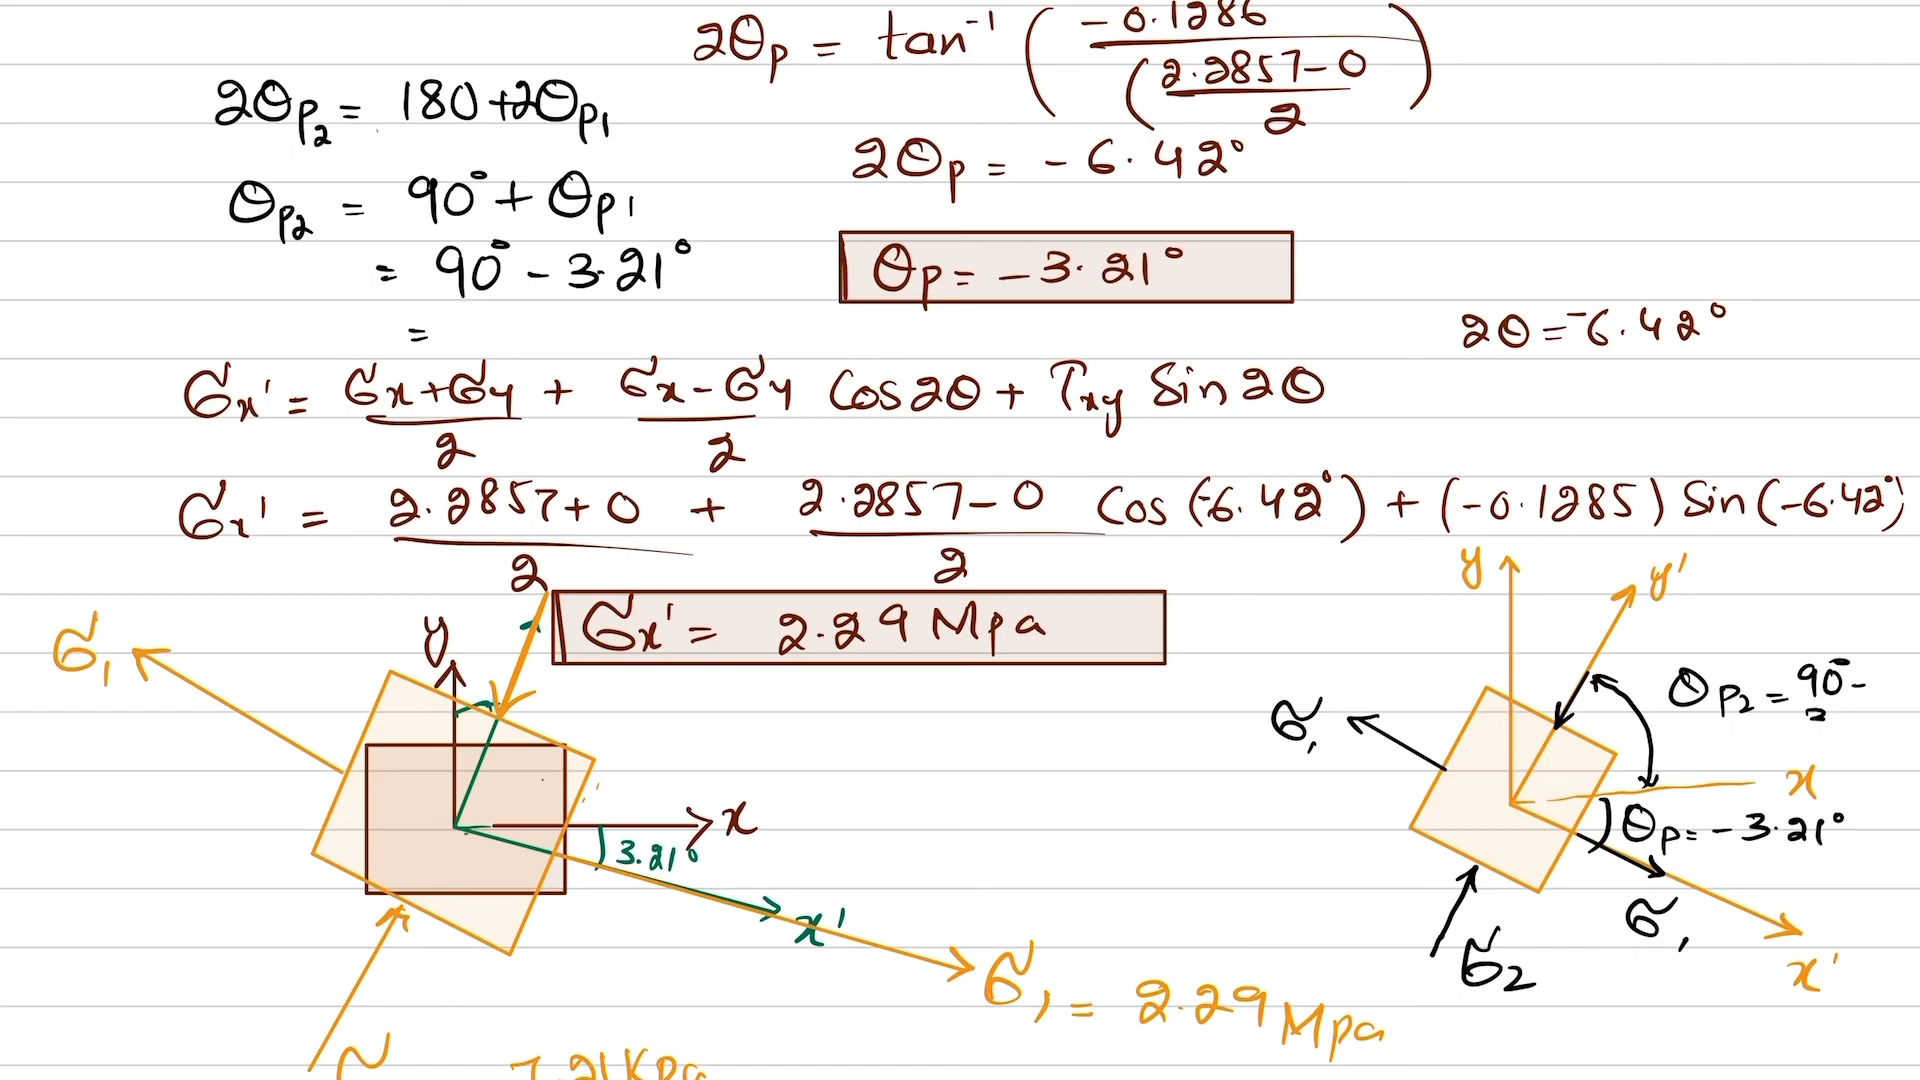 2θp = tan⁻¹ ( -0.1286 / ( (2.2857-0) / 2 ) )
2θp₂ = 180+2θp₁
2θp = -6.42°
θp₂ = 90° + θp₁
= 90° - 3.21°
θp = -3.21°
=
2θ = -6.42°
σx' = σx+σy / 2 + σx-σy / 2 Cos2θ + τxy Sin2θ
σx' = 2.2857+0 / 2 + 2.2857-0 / 2 Cos(-6.42°) + (-0.1285) Sin(-6.42°)
σx' = 2.29 Mpa
σ₁
y
x
3.21°
x'
σ₁ = 2.29 Mpa
7.21 KPa
y
y'
θp₂ = 90° -
σ₁
x
θp = -3.21°
σ₁
σ2
x'